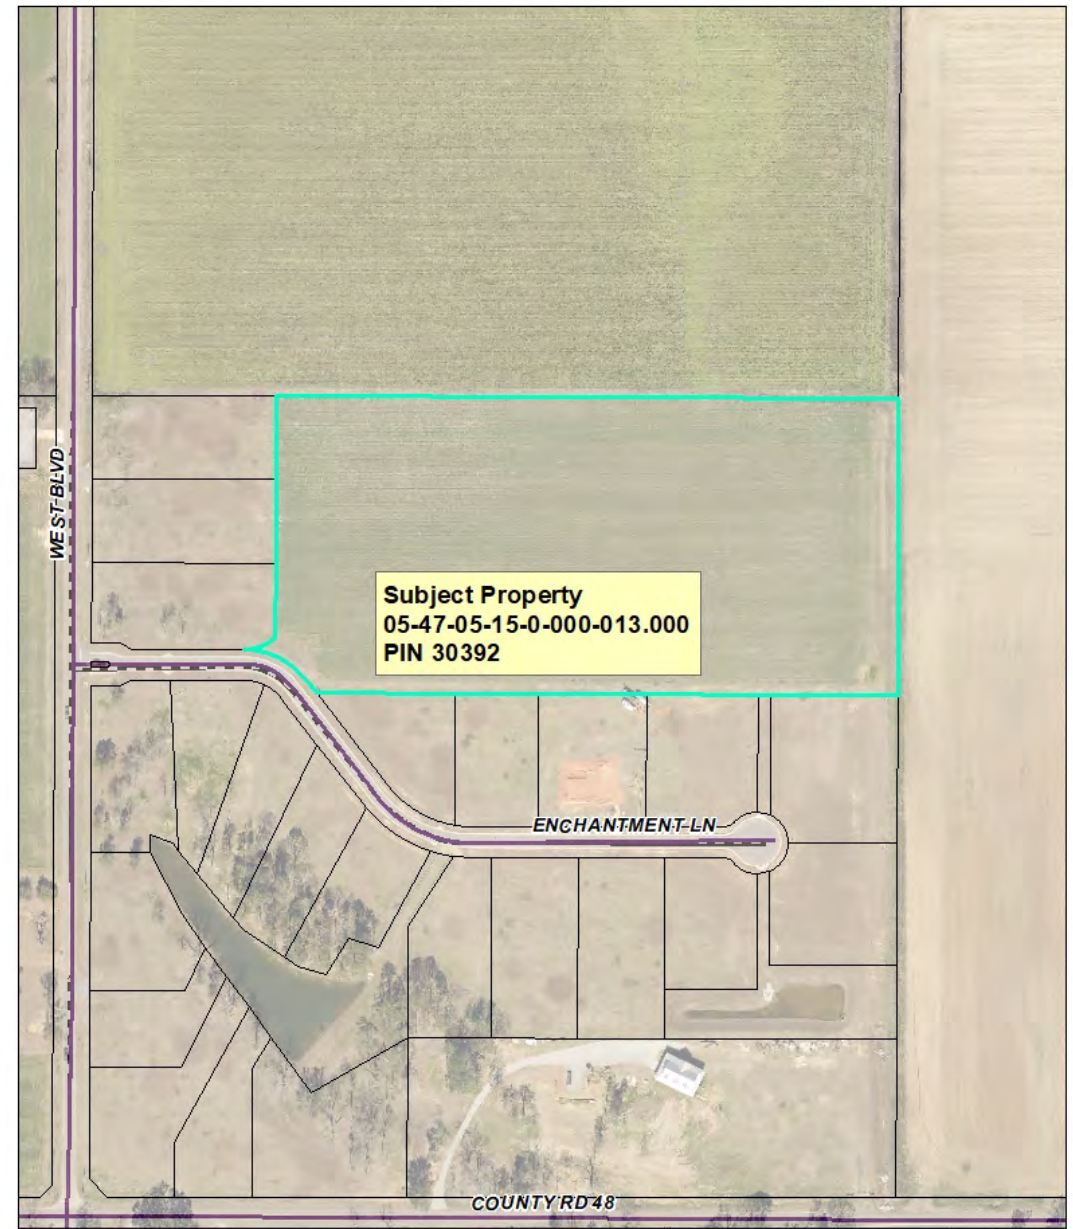 WEST BLVD
Subject Property
05-47-05-15-0-000-013.000
PIN 30392
ENCHANTMENT LN
COUNTY RD 48